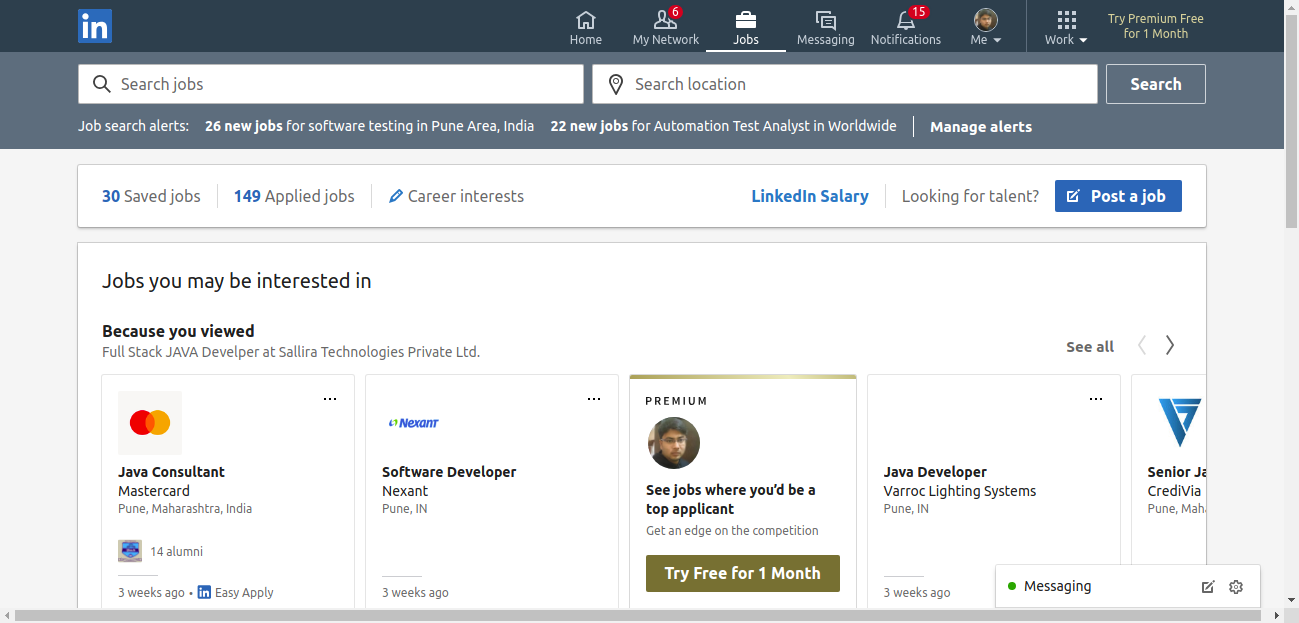 in
Home
My Network
6
Jobs
Messaging
Notifications
15
Me
Work
Try Premium Free
for 1 Month
Search jobs
Search location
Search
Job search alerts: 26 new jobs for software testing in Pune Area, India 22 new jobs for Automation Test Analyst in Worldwide Manage alerts
30 Saved jobs 149 Applied jobs Career interests LinkedIn Salary Looking for talent? Post a job
Jobs you may be interested in
Because you viewed
Full Stack JAVA Develper at Sallira Technologies Private Ltd.
See all
Java Consultant
Mastercard
Pune, Maharashtra, India
14 alumni
3 weeks ago • in Easy Apply
Nexant
Software Developer
Nexant
Pune, IN
3 weeks ago
PREMIUM
See jobs where you’d be a
top applicant
Get an edge on the competition
Try Free for 1 Month
Java Developer
Varroc Lighting Systems
Pune, IN
3 weeks ago
Senior Ja
CrediVia
Pune, Maha
Messaging